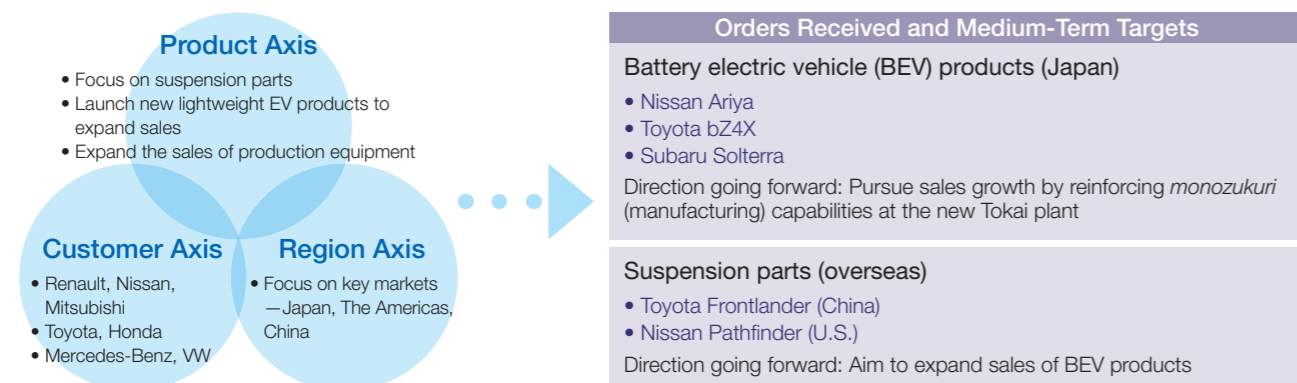 Product Axis
• Focus on suspension parts
• Launch new lightweight EV products to
expand sales
• Expand the sales of production equipment
Customer Axis
• Renault, Nissan,
Mitsubishi
• Toyota, Honda
• Mercedes-Benz, VW
Region Axis
• Focus on key markets
—Japan, The Americas,
China
Orders Received and Medium-Term Targets
Battery electric vehicle (BEV) products (Japan)
• Nissan Ariya
• Toyota bZ4X
• Subaru Solterra
Direction going forward: Pursue sales growth by reinforcing monozukuri
(manufacturing) capabilities at the new Tokai plant
Suspension parts (overseas)
• Toyota Frontlander (China)
• Nissan Pathfinder (U.S.)
Direction going forward: Aim to expand sales of BEV products